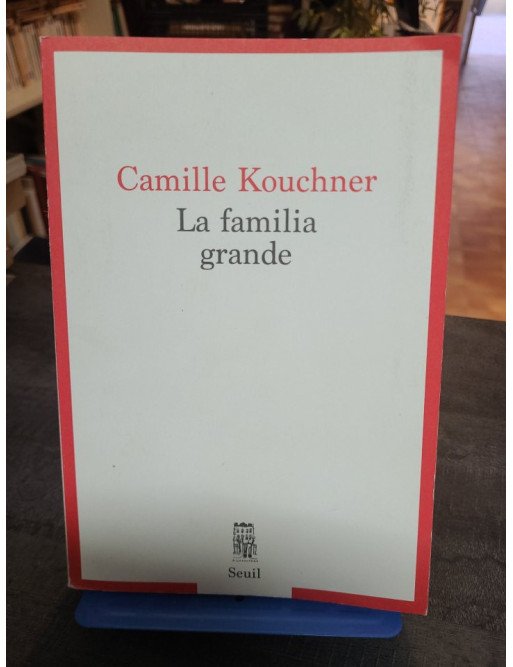 Camille Kouchner
La familia
grande
Seuil